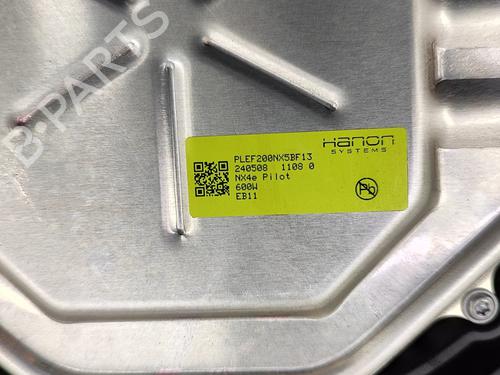 B-PARTS
HANON
SYSTEMS
PLEF200NX5BF13
240508 1108 0
NX4e Pilot
600W
EB11
Pb